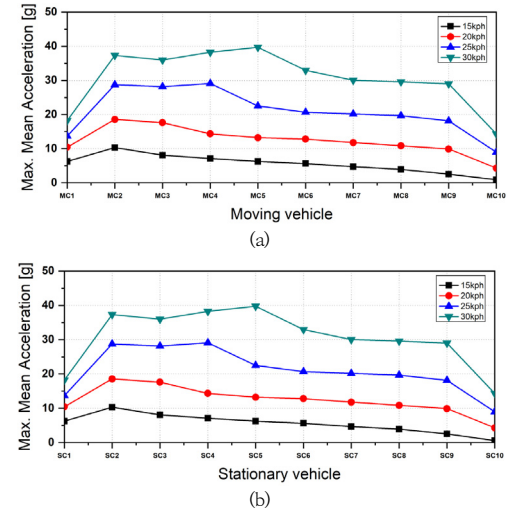 50
40
30
20
10
0
Max. Mean Acceleration [g]
15kph
20kph
25kph
30kph
MC1 MC2 MC3 MC4 MC5 MC6 MC7 MC8 MC9 MC10
Moving vehicle
(a)
50
40
30
20
10
0
Max. Mean Acceleration [g]
15kph
20kph
25kph
30kph
SC1 SC2 SC3 SC4 SC5 SC6 SC7 SC8 SC9 SC10
Stationary vehicle
(b)